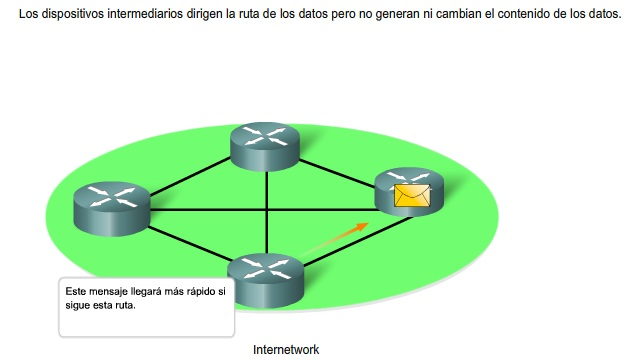 Los dispositivos intermediarios dirigen la ruta de los datos pero no generan ni cambian el contenido de los datos.
Este mensaje llegará más rápido si
sigue esta ruta.
Internetwork